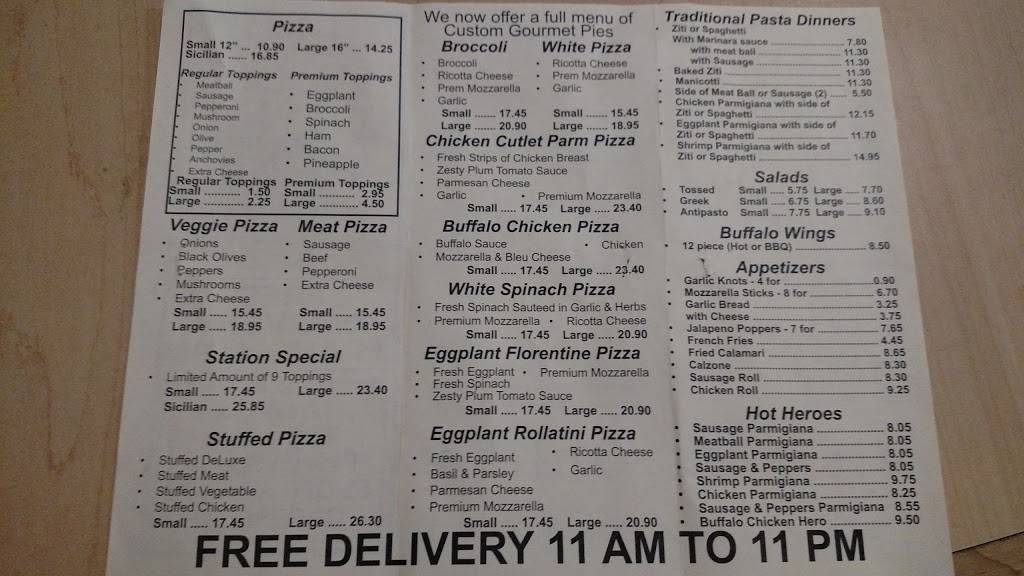 Pizza
Small 12" ... 10.90 Large 16" ... 14.25
Sicilian ...... 16.85
Regular Toppings
• Meatball
• Sausage
• Pepperoni
• Mushroom
• Onion
• Olive
• Pepper
• Anchovies
• Extra Cheese
Premium Toppings
• Eggplant
• Broccoli
• Spinach
• Ham
• Bacon
• Pineapple
Regular Toppings
Small ............ 1.50
Large ............ 2.25
Premium Toppings
Small ............ 2.95
Large ............ 4.50
Veggie Pizza
• Onions
• Black Olives
• Peppers
• Mushrooms
• Extra Cheese
Small ..... 15.45
Large ..... 18.95
Meat Pizza
• Sausage
• Beef
• Pepperoni
• Extra Cheese
Small ..... 15.45
Large ..... 18.95
Station Special
• Limited Amount of 9 Toppings
Small ..... 17.45 Large ..... 23.40
Sicilian ..... 25.85
Stuffed Pizza
• Stuffed DeLuxe
• Stuffed Meat
• Stuffed Vegetable
• Stuffed Chicken
Small ..... 17.45 Large ..... 26.30
We now offer a full menu of
Custom Gourmet Pies
Broccoli
• Broccoli
• Ricotta Cheese
• Prem Mozzarella
• Garlic
Small ....... 17.45
Large ....... 20.90
White Pizza
• Ricotta Cheese
• Prem Mozzarella
• Garlic
Small ....... 15.45
Large ....... 18.95
Chicken Cutlet Parm Pizza
• Fresh Strips of Chicken Breast
• Zesty Plum Tomato Sauce
• Parmesan Cheese
• Garlic • Premium Mozzarella
Small ..... 17.45 Large ..... 23.40
Buffalo Chicken Pizza
• Buffalo Sauce • Chicken
• Mozzarella & Bleu Cheese
Small ..... 17.45 Large ..... 23.40
White Spinach Pizza
• Fresh Spinach Sauteed in Garlic & Herbs
• Premium Mozzarella • Ricotta Cheese
Small ..... 17.45 Large ..... 20.90
Eggplant Florentine Pizza
• Fresh Eggplant • Premium Mozzarella
• Fresh Spinach
• Zesty Plum Tomato Sauce
Small ..... 17.45 Large ..... 20.90
Eggplant Rollatini Pizza
• Fresh Eggplant • Ricotta Cheese
• Basil & Parsley • Garlic
• Parmesan Cheese
• Premium Mozzarella
Small ..... 17.45 Large ..... 20.90
Traditional Pasta Dinners
• Ziti or Spaghetti
With Marinara sauce ............ 7.80
with meat ball ............ 11.30
with Sausage ............ 11.30
• Baked Ziti ............ 11.30
• Manicotti ............ 11.30
• Side of Meat Ball or Sausage (2) ..... 5.50
• Chicken Parmigiana with side of
Ziti or Spaghetti ............ 12.15
• Eggplant Parmigiana with side of
Ziti or Spaghetti ............ 11.70
• Shrimp Parmigiana with side of
Ziti or Spaghetti ............ 14.95
Salads
• Tossed Small ..... 5.75 Large ..... 7.70
• Greek Small ..... 6.75 Large ..... 8.60
• Antipasto Small ..... 7.75 Large ..... 9.10
Buffalo Wings
• 12 piece (Hot or BBQ) ............ 8.50
Appetizers
• Garlic Knots - 4 for ............ 0.90
• Mozzarella Sticks - 8 for ............ 6.70
• Garlic Bread ............ 3.25
with Cheese ............ 3.75
• Jalapeno Poppers - 7 for ............ 7.65
• French Fries ............ 4.45
• Fried Calamari ............ 8.65
• Calzone ............ 8.30
• Sausage Roll ............ 8.30
• Chicken Roll ............ 9.25
Hot Heroes
• Sausage Parmigiana ............ 8.05
• Meatball Parmigiana ............ 8.05
• Eggplant Parmigiana ............ 8.05
• Sausage & Peppers ............ 8.05
• Shrimp Parmigiana ............ 9.75
• Chicken Parmigiana ............ 8.25
• Sausage & Peppers Parmigiana 8.55
• Buffalo Chicken Hero ............ 9.50
FREE DELIVERY 11 AM TO 11 PM